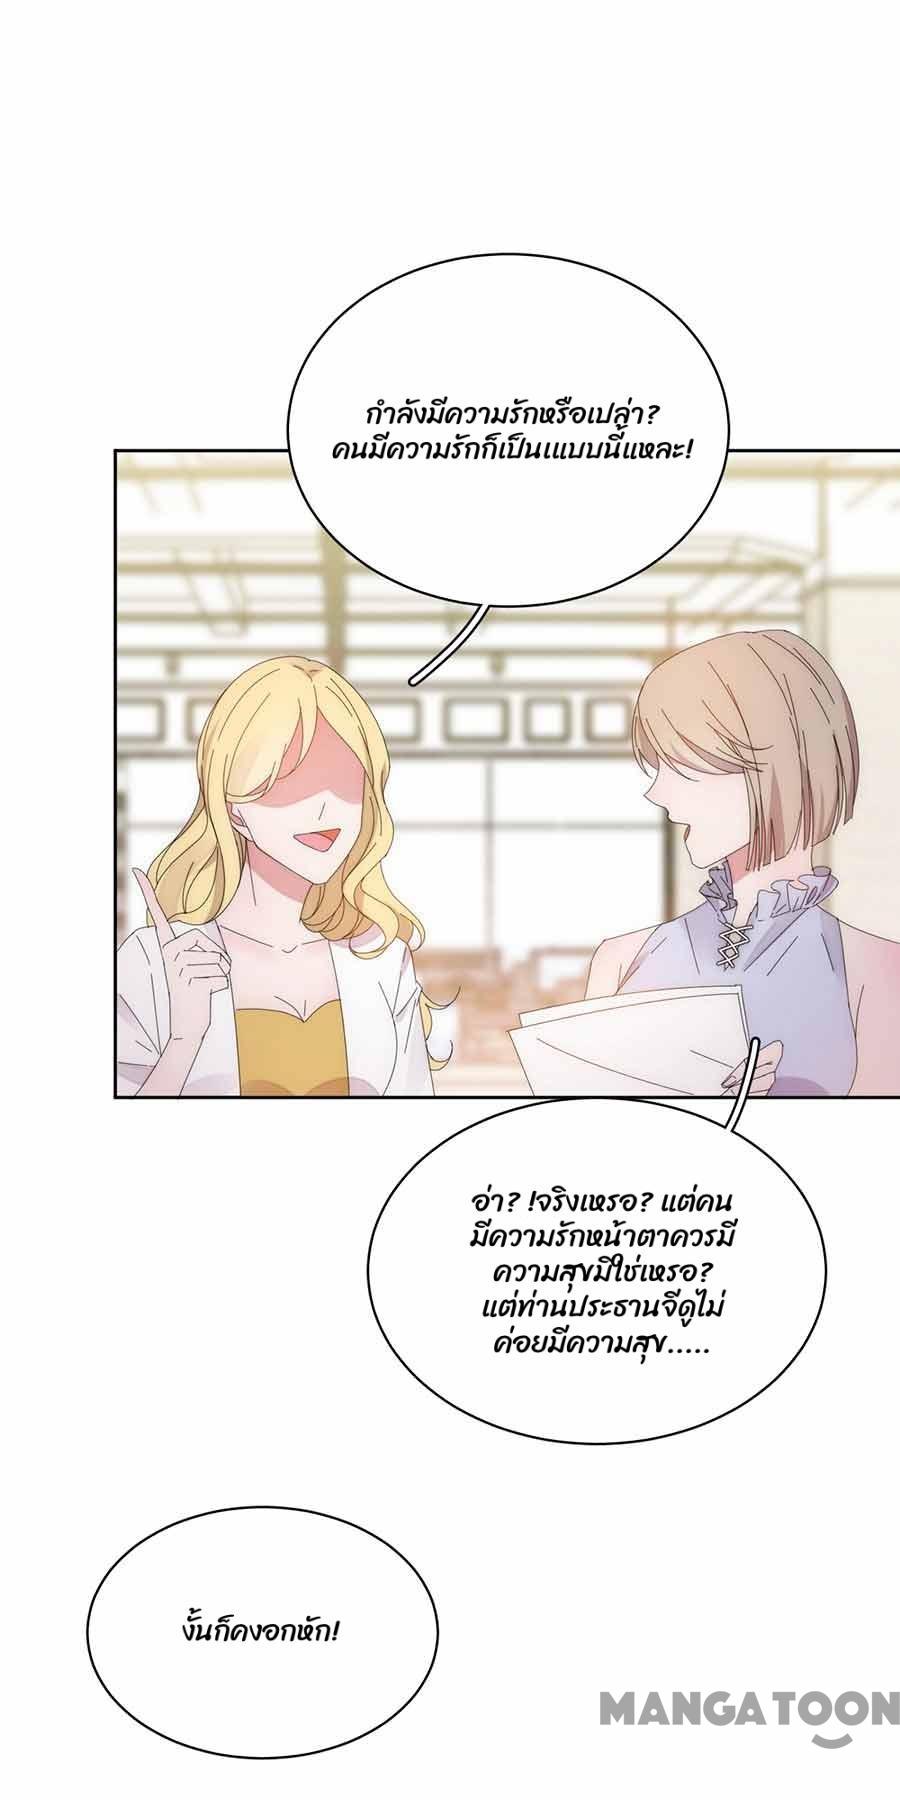 กำลังมีความรักหรือเปล่า?
คนมีความรักก็เป็นแบบนี้แหละ!
อ่า? !จริงเหรอ? แต่คน
มีความรักหน้าตาควรมี
ความสุขมิใช่เหรอ?
แต่ท่านประธานจีดูไม่
ค่อยมีความสุข.....
งั้นก็คงอกหัก!
MANGATOON